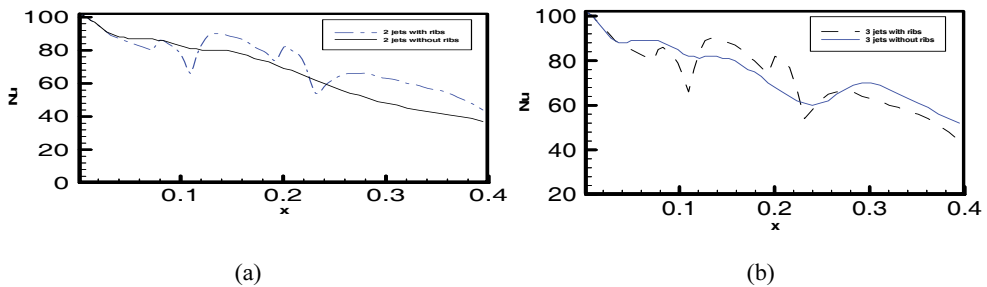 100
80
60
40
20
0
Nu
0.1
0.2
0.3
0.4
x
2 jets with ribs
2 jets without ribs
(a)
100
80
60
40
20
Nu
0.1
0.2
0.3
0.4
x
3 jets with ribs
3 jets without ribs
(b)